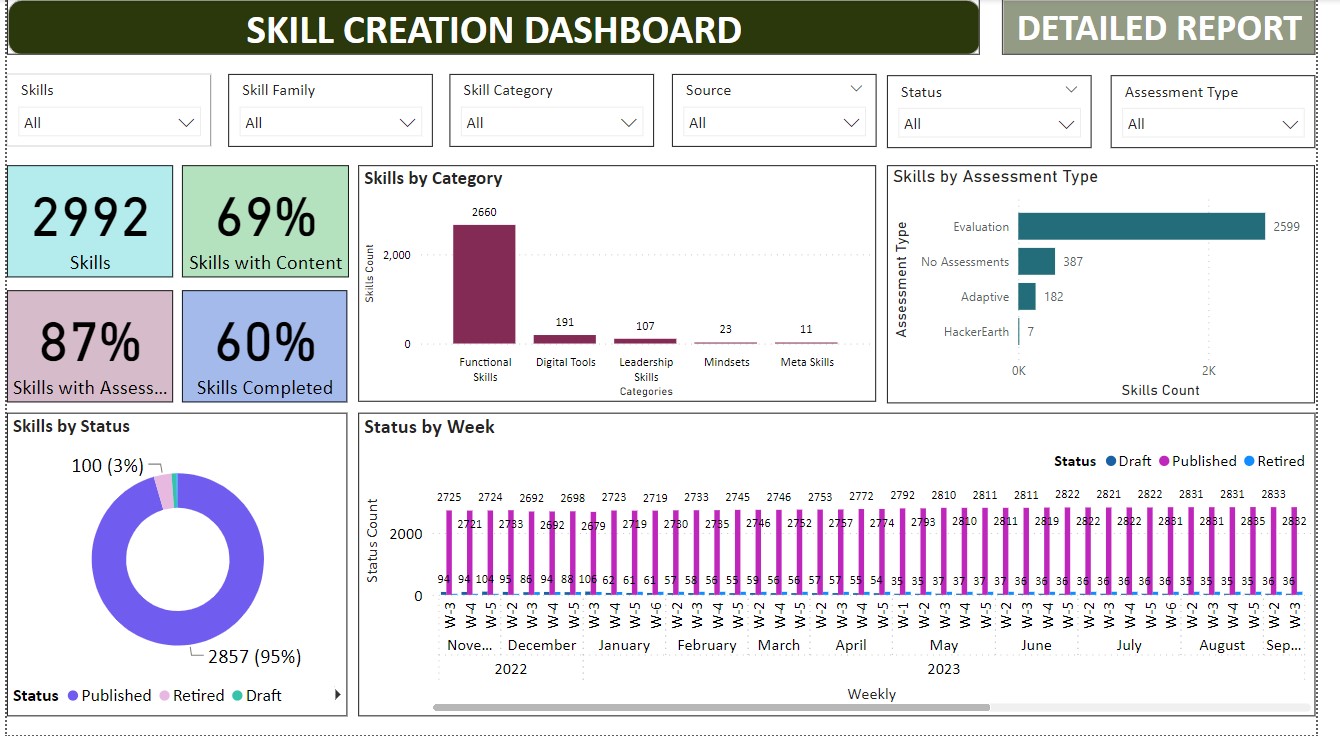 SKILL CREATION DASHBOARD
DETAILED REPORT
Skills
All
Skill Family
All
Skill Category
All
Source
All
Status
All
Assessment Type
All
2992
Skills
69%
Skills with Content
87%
Skills with Assess...
60%
Skills Completed
Skills by Category
Skills Count
2,000
0
2660
191
107
23
11
Functional
Skills
Digital Tools
Leadership
Skills
Mindsets
Meta Skills
Categories
Skills by Assessment Type
Assessment Type
Evaluation 2599
No Assessments 387
Adaptive 182
HackerEarth 7
0K 2K
Skills Count
Skills by Status
100 (3%)
2857 (95%)
Status Published Retired Draft
Status by Week
Status Draft Published Retired
Status Count
2000
0
2725 2724 2692 2698 2723 2719 2733 2745 2746 2753 2772 2792 2810 2811 2811 2822 2821 2822 2831 2831 2833
2721 2733 2692 2679 2719 2730 2735 2746 2752 2757 2774 2793 2810 2811 2819 2822 2822 2831 2831 2835 2832
94 94 104 95 86 94 88 106 62 61 61 57 58 56 55 59 56 56 57 57 55 54 35 35 37 37 37 37 36 36 36 36 36 36 36 36 35 35 35 35 36 36
W-3 W-4 W-5 W-2 W-3 W-4 W-5 W-3 W-4 W-5 W-6 W-2 W-3 W-4 W-5 W-2 W-4 W-5 W-2 W-3 W-4 W-5 W-1 W-2 W-3 W-4 W-5 W-2 W-3 W-4 W-5 W-2 W-3 W-4 W-5 W-6 W-2 W-3 W-4 W-5 W-2 W-3
Nove... December January February March April May June July August Sep...
2022 2023
Weekly